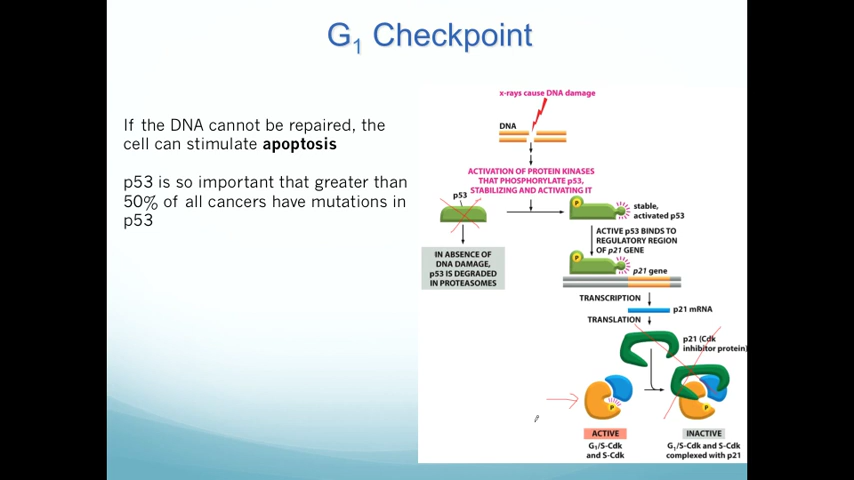 G1 Checkpoint
If the DNA cannot be repaired, the
cell can stimulate apoptosis
p53 is so important that greater than
50% of all cancers have mutations in
p53
x-rays cause DNA damage
DNA
ACTIVATION OF PROTEIN KINASES
THAT PHOSPHORYLATE p53,
STABILIZING AND ACTIVATING IT
p53
P
stable,
activated p53
ACTIVE p53 BINDS TO
REGULATORY REGION
OF p21 GENE
IN ABSENCE OF
DNA DAMAGE,
p53 IS DEGRADED
IN PROTEASOMES
P
p21 gene
TRANSCRIPTION
p21 mRNA
TRANSLATION
p21 (Cdk
inhibitor protein)
P
P
ACTIVE
G1/S-Cdk
and S-Cdk
INACTIVE
G1/S-Cdk and S-Cdk
complexed with p21